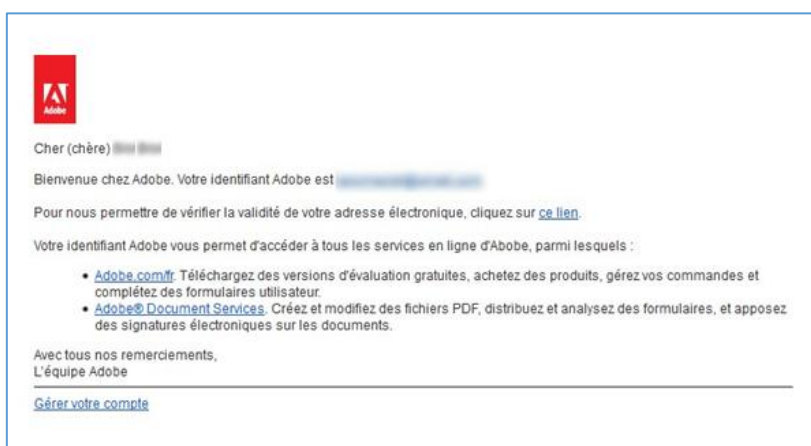 Adobe
Cher (chère)
Bienvenue chez Adobe. Votre identifiant Adobe est
Pour nous permettre de vérifier la validité de votre adresse électronique, cliquez sur ce lien.
Votre identifiant Adobe vous permet d'accéder à tous les services en ligne d'Abobe, parmi lesquels :
• Adobe.com/fr. Téléchargez des versions d'évaluation gratuites, achetez des produits, gérez vos commandes et
complétez des formulaires utilisateur.
• Adobe® Document Services. Créez et modifiez des fichiers PDF, distribuez et analysez des formulaires, et apposez
des signatures électroniques sur les documents.
Avec tous nos remerciements,
L'équipe Adobe
Gérer votre compte